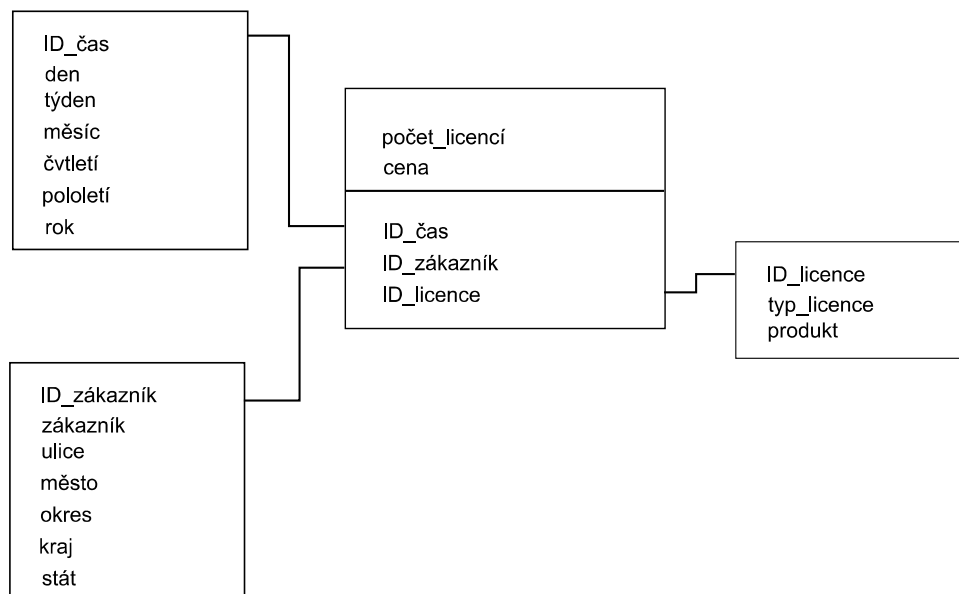 ID_čas
den
týden
měsíc
čvtletí
pololetí
rok
počet_licencí
cena
ID_čas
ID_zákazník
ID_licence
ID_licence
typ_licence
produkt
ID_zákazník
zákazník
ulice
město
okres
kraj
stát